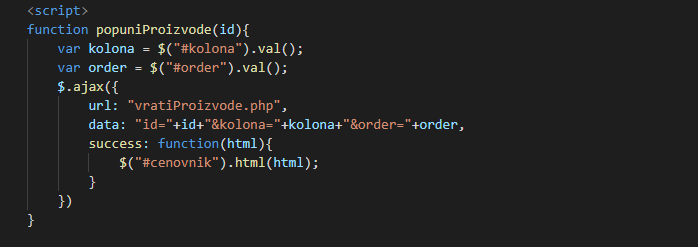 <script>
function popuniProizvode(id){
var kolona = $("#kolona").val();
var order = $("#order").val();
$.ajax({
url: "vratiProizvode.php",
data: "id="+id+"&kolona="+kolona+"&order="+order,
success: function(html){
$("#cenovnik").html(html);
}
})
}